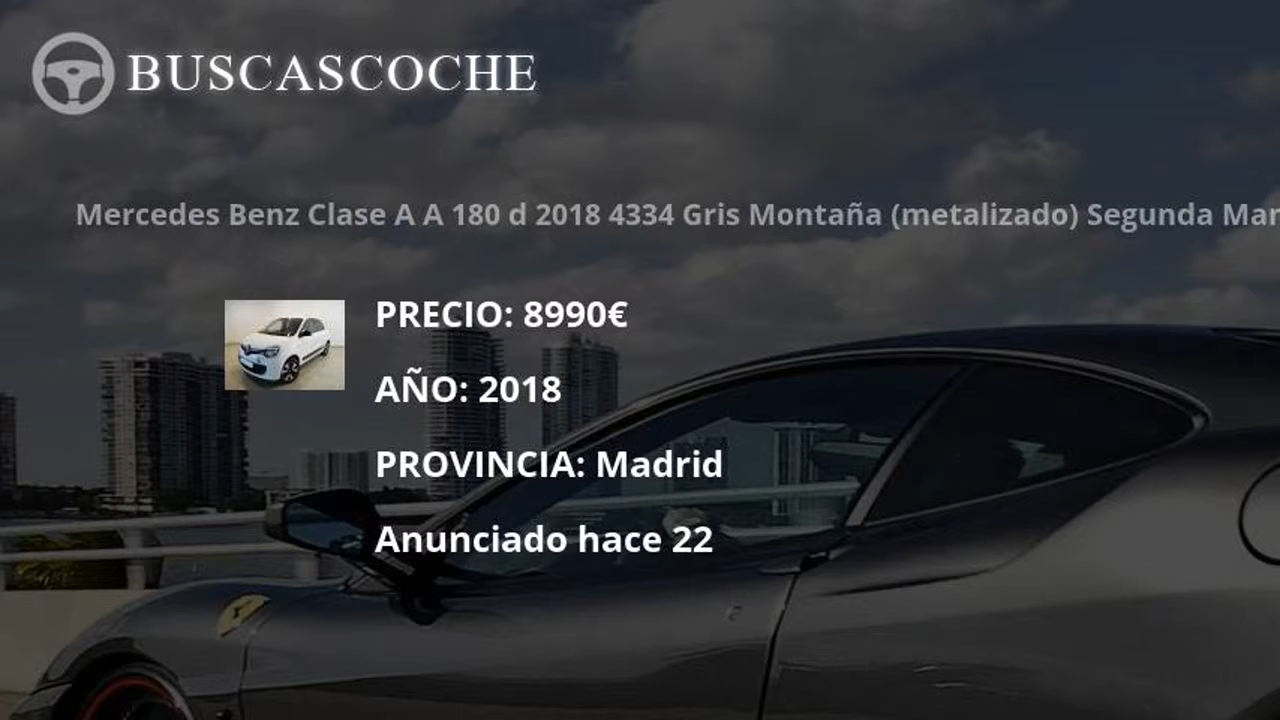 BUSCASCOCHE
Mercedes Benz Clase A A 180 d 2018 4334 Gris Montaña (metalizado) Segunda
PRECIO: 8990€
AÑO: 2018
PROVINCIA: Madrid
Anunciado hace 22